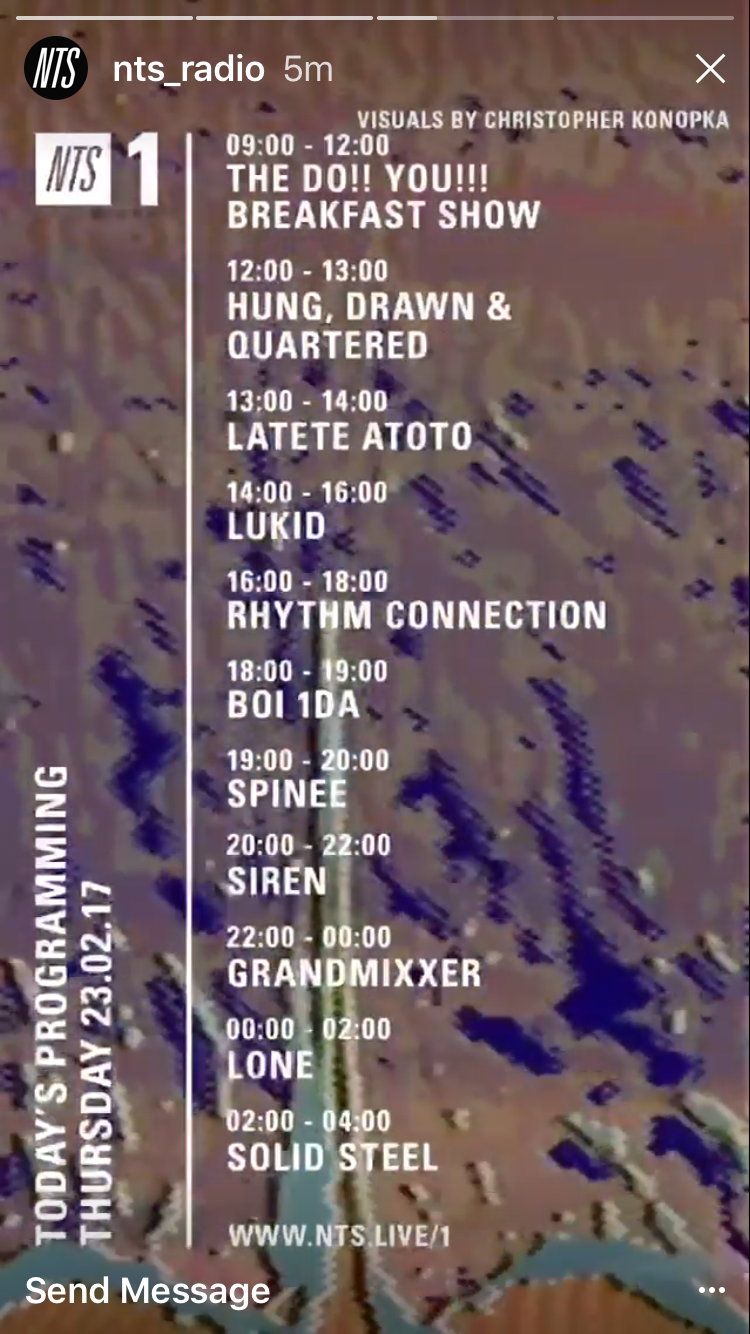 NTS
nts_radio 5m
VISUALS BY CHRISTOPHER KONOPKA
NTS 1
09:00 - 12:00
THE DO!! YOU!!!
BREAKFAST SHOW
12:00 - 13:00
HUNG, DRAWN &
QUARTERED
13:00 - 14:00
LATETE ATOTO
14:00 - 16:00
LUKID
16:00 - 18:00
RHYTHM CONNECTION
18:00 - 19:00
BOI 1DA
19:00 - 20:00
SPINEE
20:00 - 22:00
SIREN
22:00 - 00:00
GRANDMIXXER
00:00 - 02:00
LONE
02:00 - 04:00
SOLID STEEL
WWW.NTS.LIVE/1
TODAY'S PROGRAMMING
THURSDAY 23.02.17
Send Message